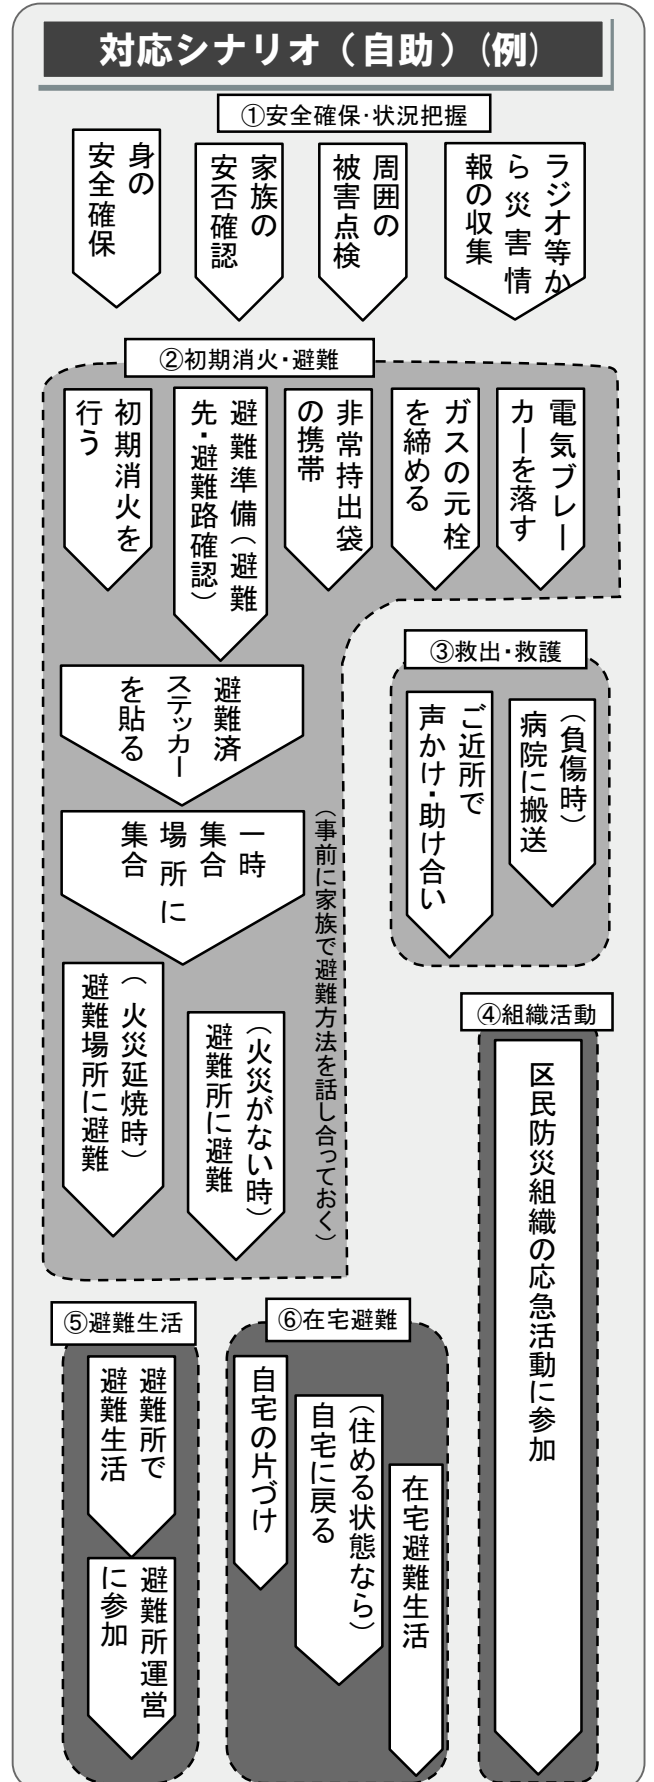 対応シナリオ（自助）(例)
①安全確保・状況把握
身の
安全確保
家族の
安否確認
周囲の
被害点検
ラジオ等か
ら災害情
報の収集
②初期消火・避難
初期消火を
行う
避難準備（避難
先・避難路確認）
非常持出袋
の携帯
ガスの元栓
を締める
電気ブレー
カーを落す
避難済
ステッカー
を貼る
一時
集合
場所に
集合
（火災延焼時）
避難場所に避難
（火災がない時）
避難所に避難
（事前に家族で避難方法を話し合っておく）
③救出・救護
ご近所で
声かけ・助け合い
（負傷時）
病院に搬送
④組織活動
区民防災組織の応急活動に参加
⑤避難生活
避難所で
避難生活
避難所運営
に参加
⑥在宅避難
自宅の片づけ
（住める状態なら）
自宅に戻る
在宅避難生活